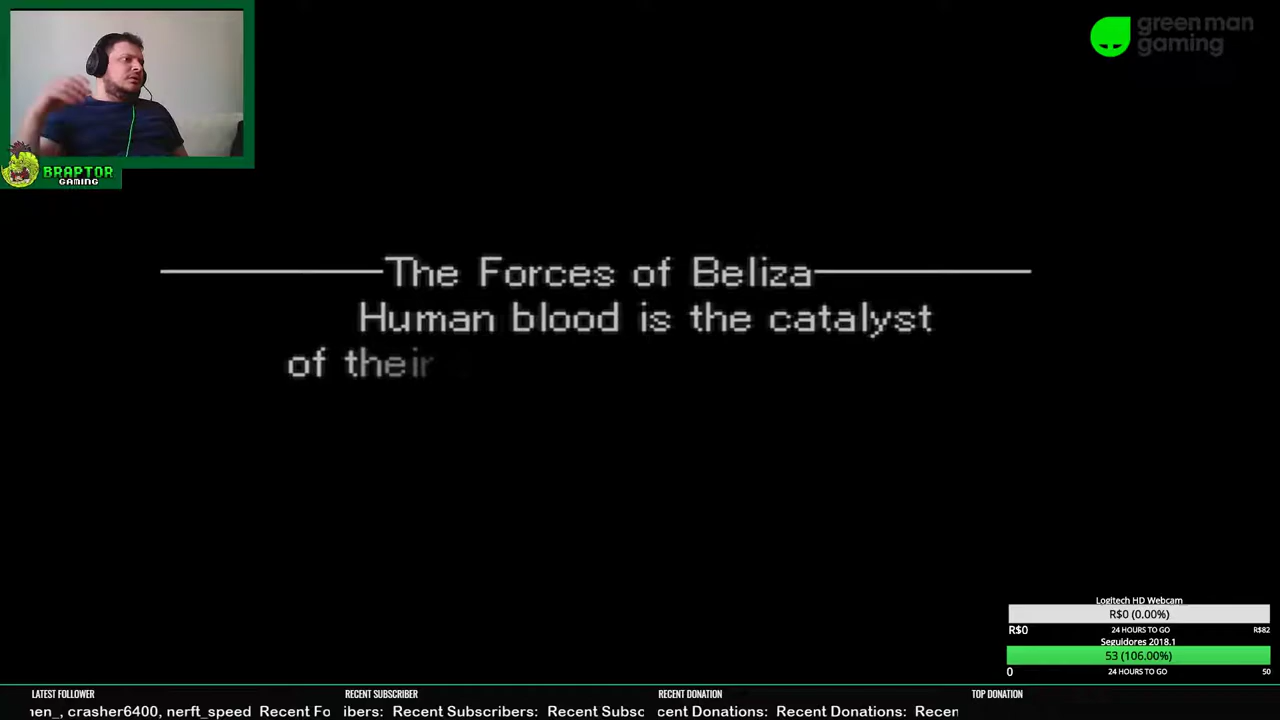 green man
gaming
BRAPTOR
GAMING
The Forces of Beliza
Human blood is the catalyst
of their
Logitech HD Webcam
R$0 (0.00%)
R$0 24 HOURS TO GO R$82
Seguidores 2018.1
53 (106.00%)
0 24 HOURS TO GO 50
LATEST FOLLOWER RECENT SUBSCRIBER RECENT DONATION TOP DONATION
nen_, crasher6400, nerft_speed Recent Fo ibers: Recent Subscribers: Recent Subsc cent Donations: Recent Donations: Recen